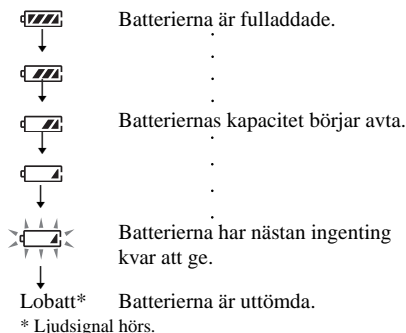 Batterierna är fulladdade.
Batteriernas kapacitet börjar avta.
Batterierna har nästan ingenting
kvar att ge.
Lobatt* Batterierna är uttömda.
* Ljudsignal hörs.